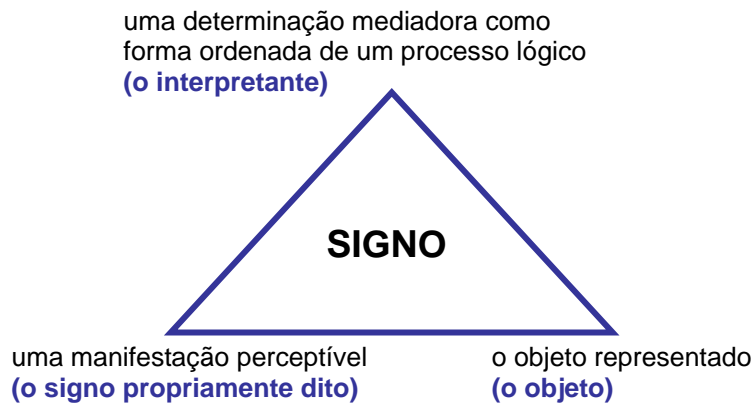 uma determinação mediadora como
forma ordenada de um processo lógico
(o interpretante)
SIGNO
uma manifestação perceptível
(o signo propriamente dito)
o objeto representado
(o objeto)